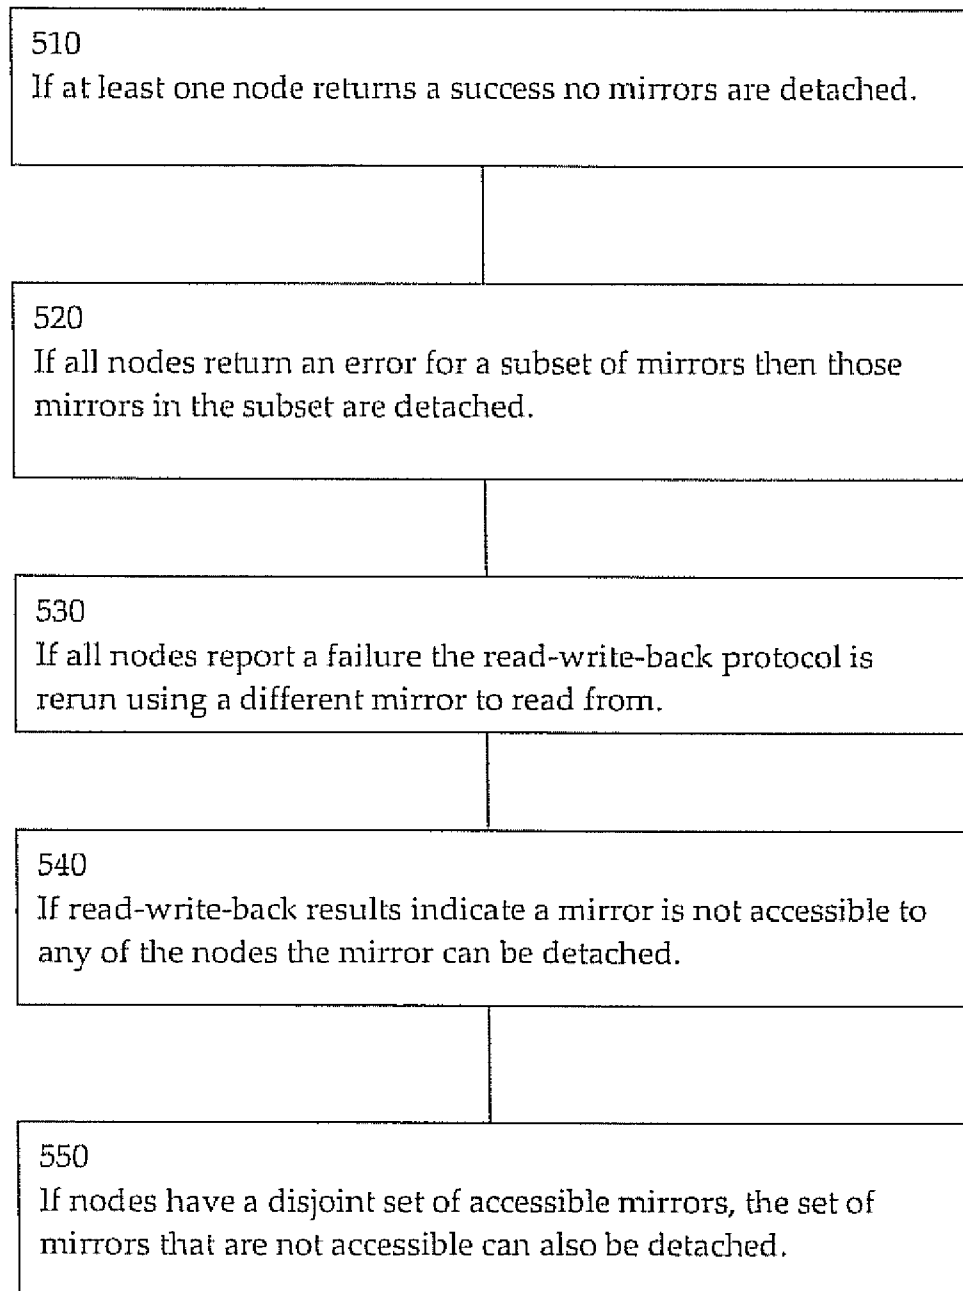 510
If at least one node returns a success no mirrors are detached.
520
If all nodes return an error for a subset of mirrors then those
mirrors in the subset are detached.
530
If all nodes report a failure the read-write-back protocol is
rerun using a different mirror to read from.
540
If read-write-back results indicate a mirror is not accessible to
any of the nodes the mirror can be detached.
550
If nodes have a disjoint set of accessible mirrors, the set of
mirrors that are not accessible can also be detached.